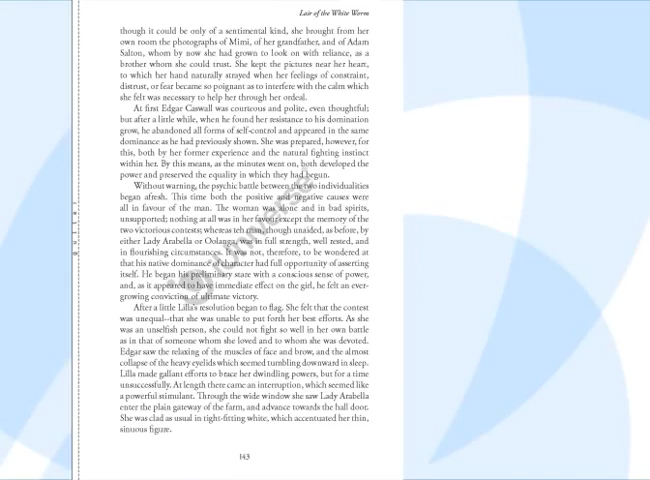 Lair of the White Worm
though it could be only of a sentimental kind, she brought from her
own room the photographs of Mimi, of her grandfather, and of Adam
Salton, whom by now she had grown to look on with reliance, as a
brother whom she could trust. She kept the pictures near her heart,
to which her hand naturally strayed when her feelings of constraint,
distrust, or fear became so poignant as to interfere with the calm which
she felt was necessary to help her through her ordeal.
At first Edgar Caswall was courteous and polite, even thoughtful;
but after a little while, when he found her resistance to his domination
grow, he abandoned all forms of self-control and appeared in the same
dominance as he had previously shown. She was prepared, however, for
this, both by her former experience and the natural fighting instinct
within her. By this means, as the minutes went on, both developed the
power and preserved the equality in which they had begun.
Without warning, the psychic battle between the two individualities
began afresh. This time both the positive and negative causes were
all in favour of the man. The woman was alone and in bad spirits,
unsupported; nothing at all was in her favour except the memory of the
two victorious contests; whereas teh man, though unaided, as before, by
either Lady Arabella or Oolanga, was in full strength, well rested, and
in flourishing circumstances. It was not, therefore, to be wondered at
that his native dominance of character had full opportunity of asserting
itself. He began his preliminary stare with a conscious sense of power,
and, as it appeared to have immediate effect on the girl, he felt an ever-
growing conviction of ultimate victory.
After a little Lilla's resolution began to flag. She felt that the contest
was unequal--that she was unable to put forth her best efforts. As she
was an unselfish person, she could not fight so well in her own battle
as in that of someone whom she loved and to whom she was devoted.
Edgar saw the relaxing of the muscles of face and brow, and the almost
collapse of the heavy eyelids which seemed tumbling downward in sleep.
Lilla made gallant efforts to brace her dwindling powers, but for a time
unsuccessfully. At length there came an interruption, which seemed like
a powerful stimulant. Through the wide window she saw Lady Arabella
enter the plain gateway of the farm, and advance towards the hall door.
She was clad as usual in tight-fitting white, which accentuated her thin,
sinuous figure.
143